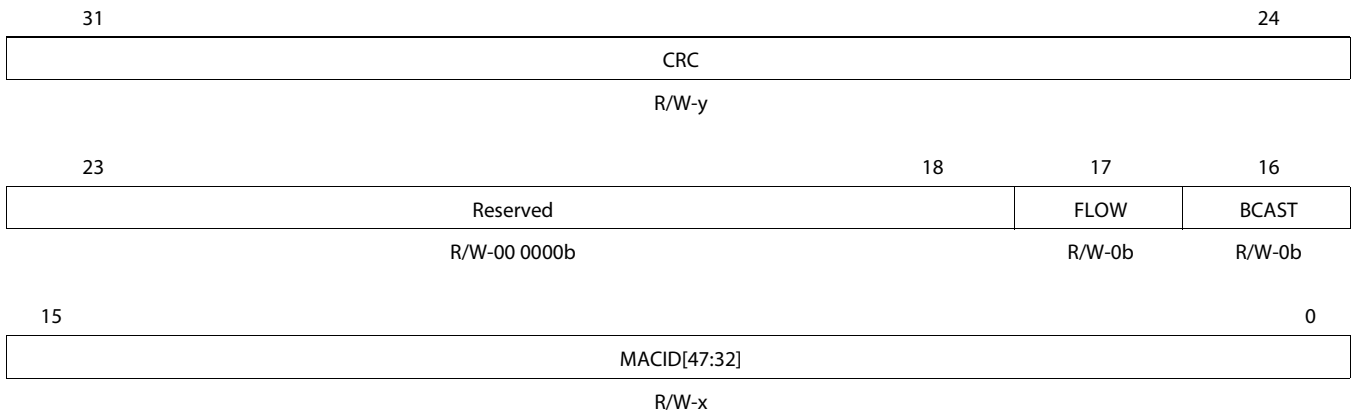 31 24
CRC
R/W-y
23 18 17 16
Reserved FLOW BCAST
R/W-00 0000b R/W-0b R/W-0b
15 0
MACID[47:32]
R/W-x